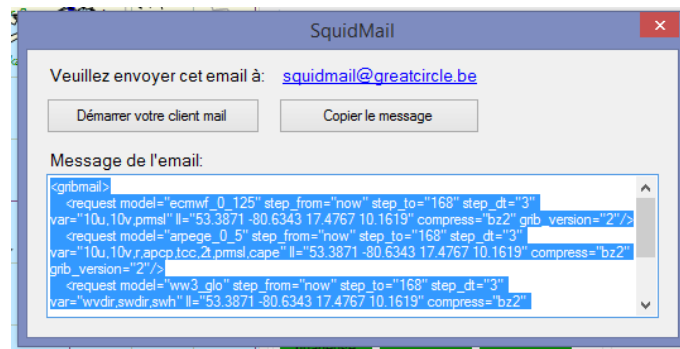 SquidMail
Veuillez envoyer cet email à: squidmail@greatcircle.be
Démarrer votre client mail Copier le message
Message de l'email:
<gribmail>
<request model="ecmwf_0_125" step_from="now" step_to="168" step_dt="3"
var="10u,10v,prmsl" ll="53.3871 -80.6343 17.4767 10.1619" compress="bz2" grib_version="2"/>
<request model="arpege_0_5" step_from="now" step_to="168" step_dt="3"
var="10u,10v,r,apcp,tcc,2t,prmsl,cape" ll="53.3871 -80.6343 17.4767 10.1619" compress="bz2"
grib_version="2"/>
<request model="ww3_glo" step_from="now" step_to="168" step_dt="3"
var="wvdir,swdir,swh" ll="53.3871 -80.6343 17.4767 10.1619" compress="bz2"